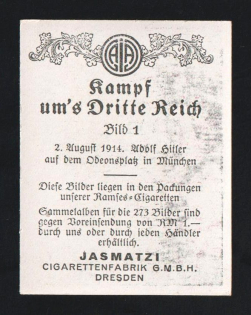 Kampf
um's Dritte Reich
Bild 1
2. August 1914. Adolf Hitler
auf dem Odeonsplatz in München
Diese Bilder liegen in den Packungen
unserer Ramses-Cigaretten
Sammelalben für die 273 Bilder sind
gegen Voreinsendung von RM 1.—
durch uns oder durch jeden Händler
erhältlich.
JASMATZI
CIGARETTENFABRIK G.M.B.H.
DRESDEN